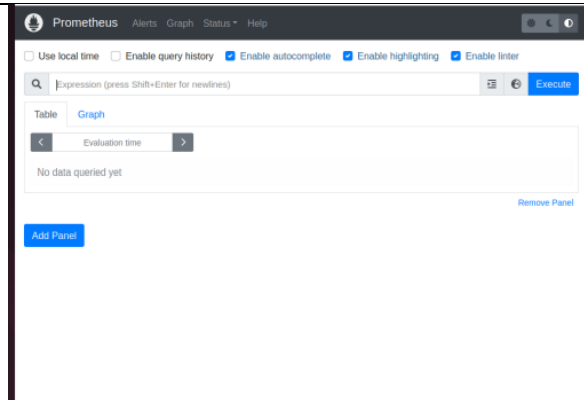 Prometheus Alerts Graph Status Help
Use local time Enable query history Enable autocomplete Enable highlighting Enable linter
Expression (press Shift+Enter for newlines) Execute
Table Graph
Evaluation time
No data queried yet
Remove Panel
Add Panel